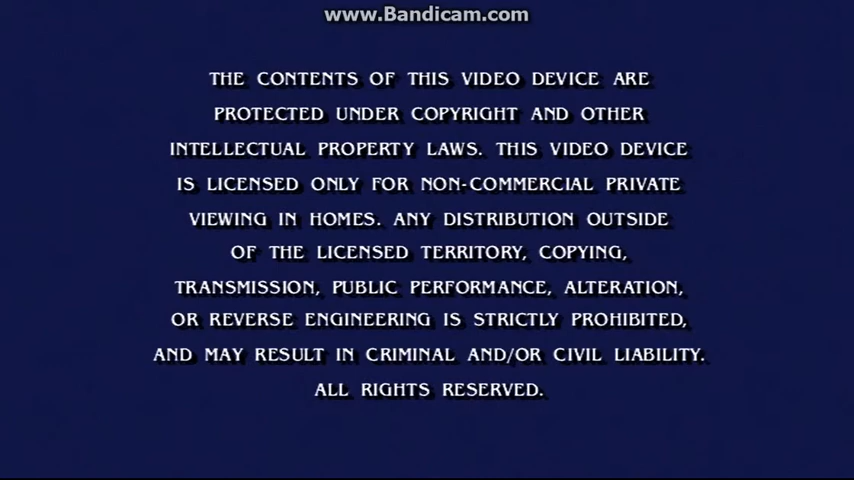 www.Bandicam.com
THE CONTENTS OF THIS VIDEO DEVICE ARE
PROTECTED UNDER COPYRIGHT AND OTHER
INTELLECTUAL PROPERTY LAWS. THIS VIDEO DEVICE
IS LICENSED ONLY FOR NON-COMMERCIAL PRIVATE
VIEWING IN HOMES. ANY DISTRIBUTION OUTSIDE
OF THE LICENSED TERRITORY, COPYING,
TRANSMISSION, PUBLIC PERFORMANCE, ALTERATION,
OR REVERSE ENGINEERING IS STRICTLY PROHIBITED,
AND MAY RESULT IN CRIMINAL AND/OR CIVIL LIABILITY.
ALL RIGHTS RESERVED.